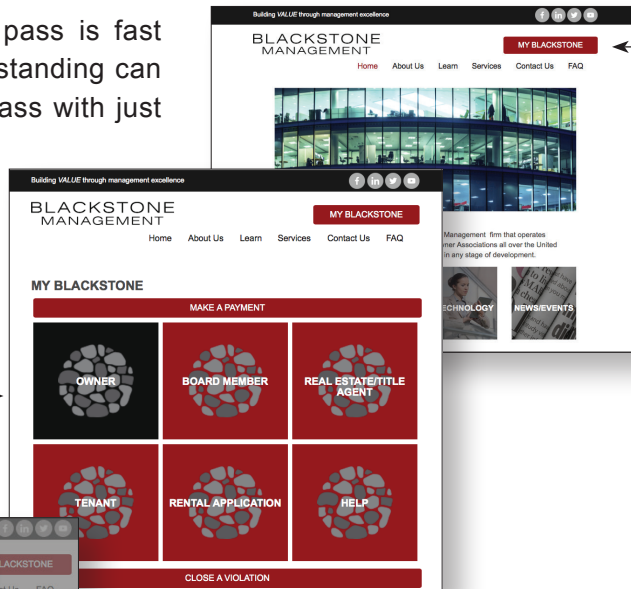 pass is fast
standing can
ass with just
Building VALUE through management excellence
BLACKSTONE
MANAGEMENT
MY BLACKSTONE
Home About Us Learn Services Contact Us FAQ
Management firm that operates
ner Associations all over the United
in any stage of development.
ECHNOLOGY
NEWS/EVENTS
Building VALUE through management excellence
BLACKSTONE
MANAGEMENT
MY BLACKSTONE
Home About Us Learn Services Contact Us FAQ
MY BLACKSTONE
MAKE A PAYMENT
OWNER
BOARD MEMBER
REAL ESTATE/TITLE
AGENT
TENANT
RENTAL APPLICATION
HELP
CLOSE A VIOLATION
LACKSTONE
FAQ